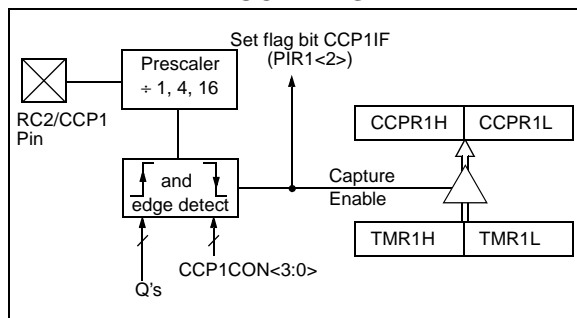 Set flag bit CCP1IF
(PIR1<2>)
Prescaler
÷ 1, 4, 16
RC2/CCP1
Pin
CCPR1H CCPR1L
and
edge detect
Capture
Enable
TMR1H TMR1L
CCP1CON<3:0>
Q's